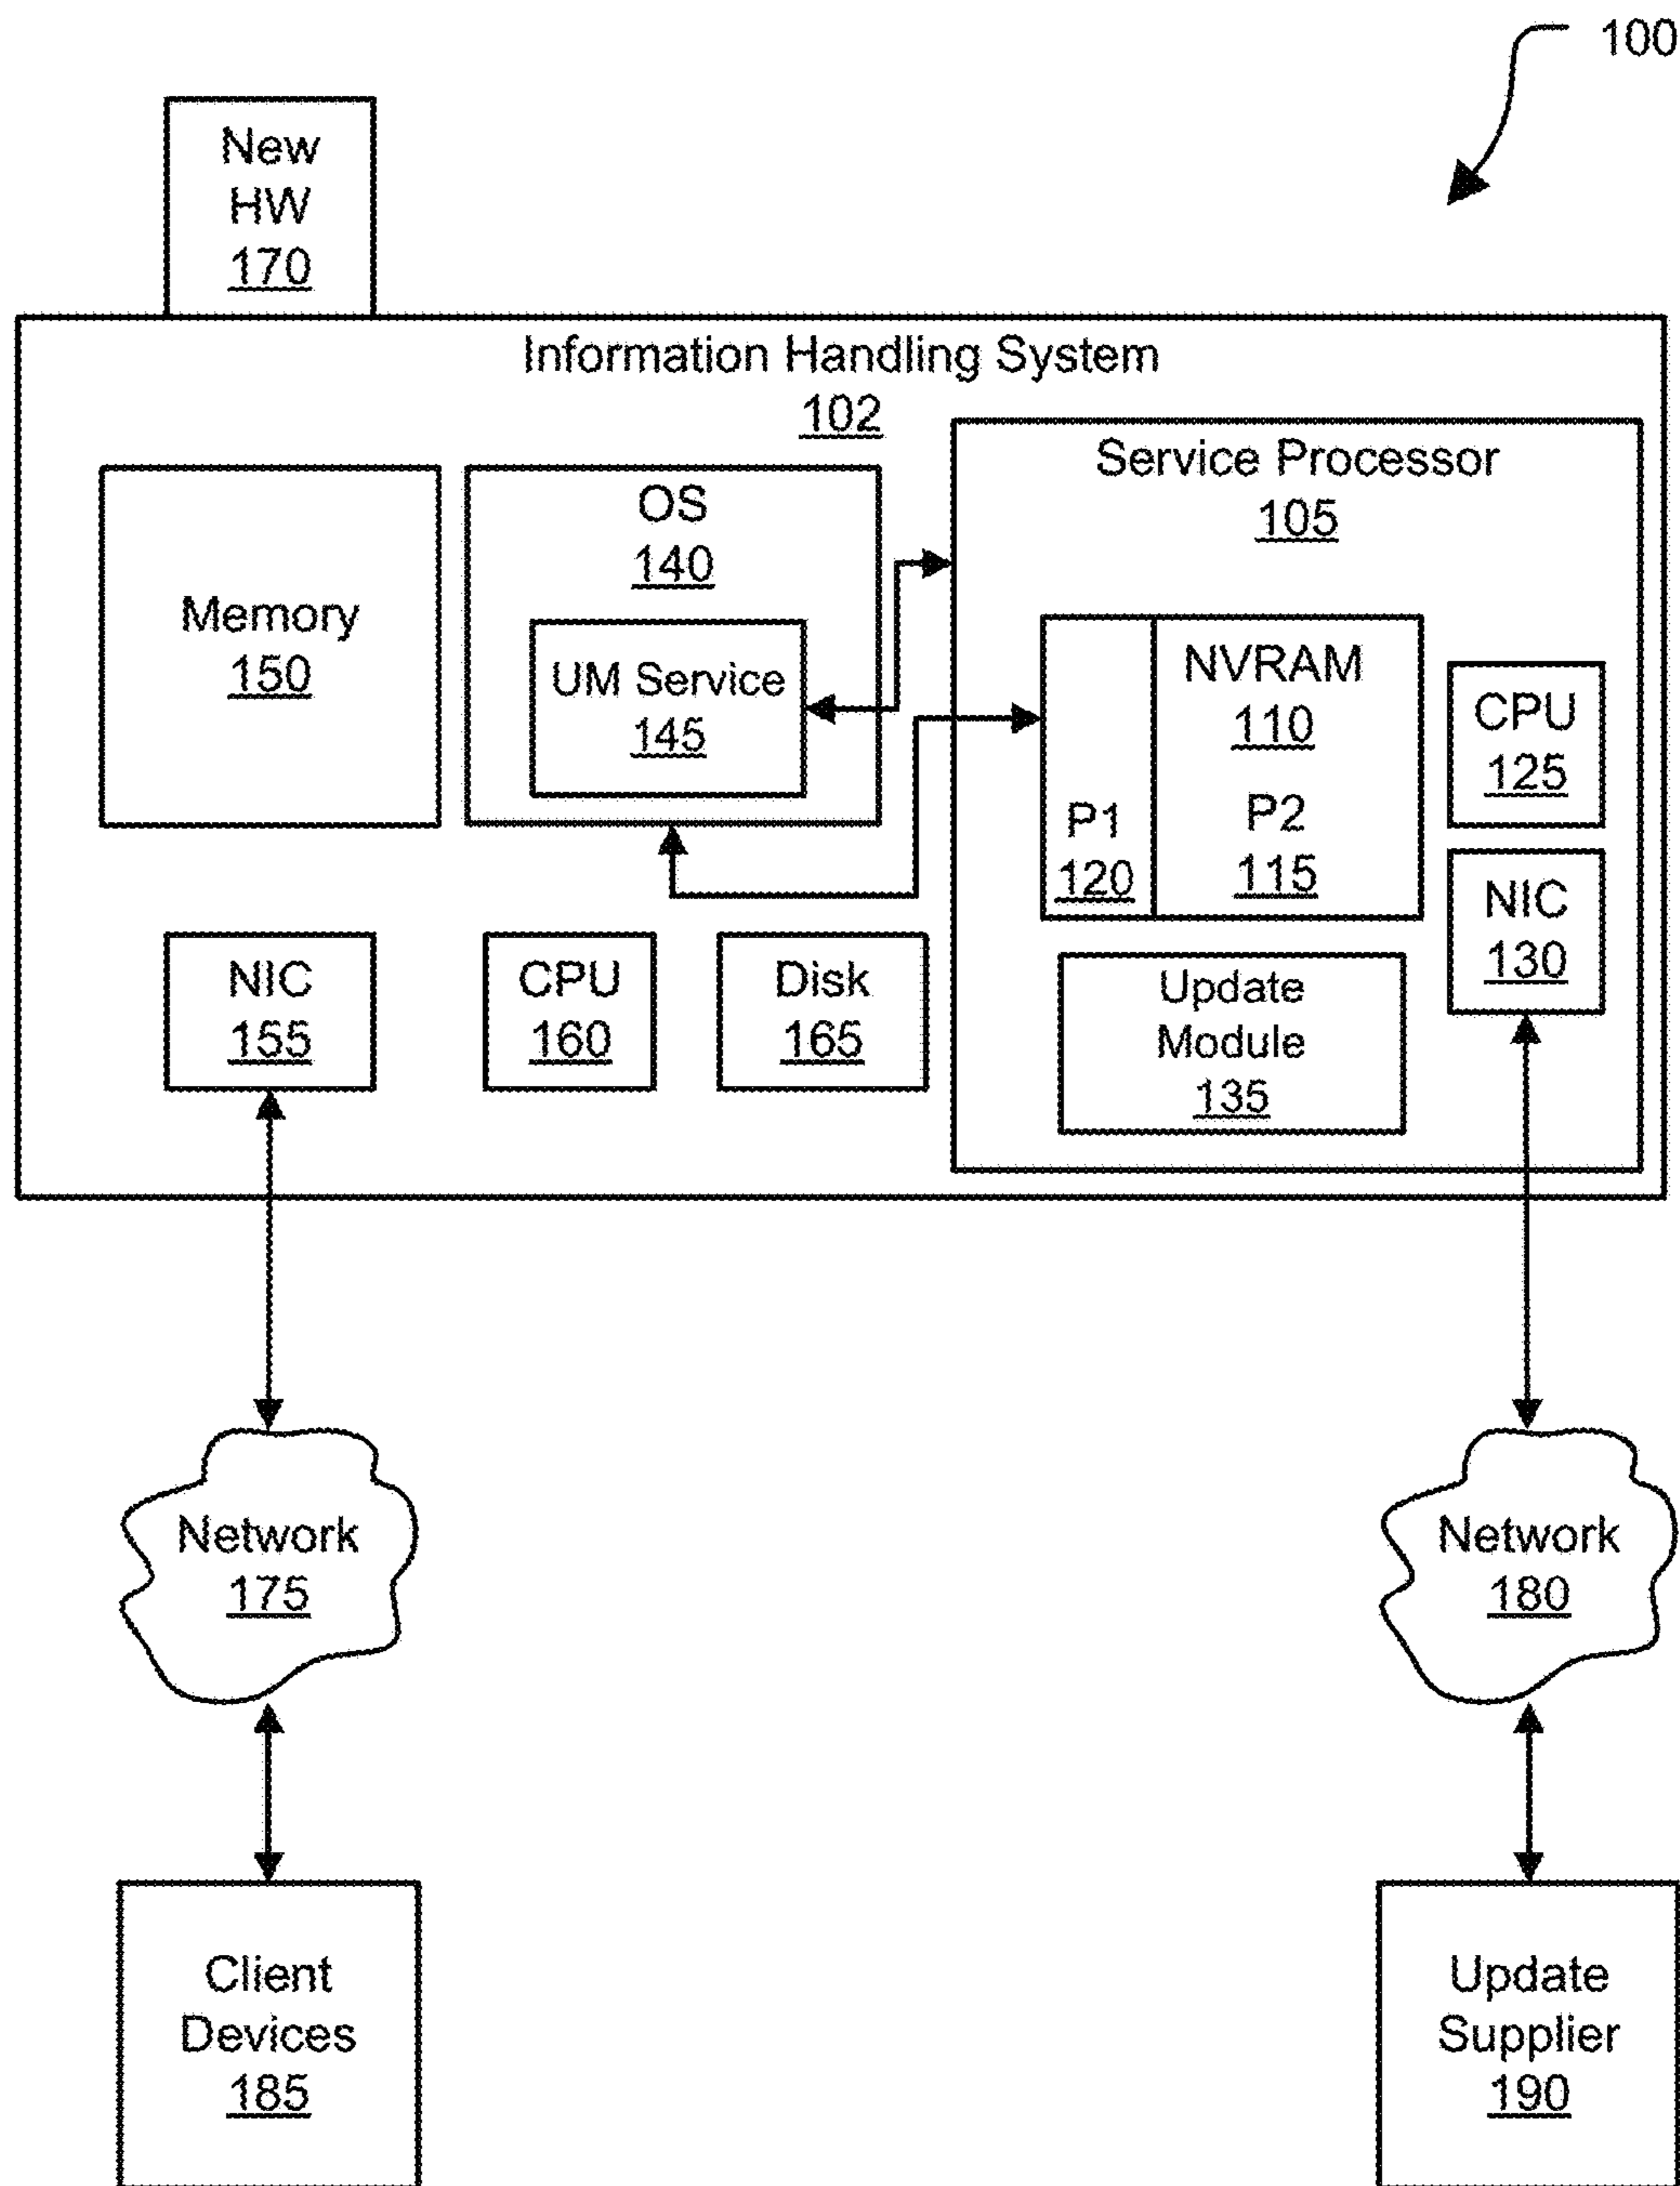 100
New
HW
170
Information Handling System
102
Service Processor
105
Memory
150
OS
140
UM Service
145
NVRAM
110
P1
120
P2
115
CPU
125
NIC
130
NIC
155
CPU
160
Disk
165
Update
Module
135
Network
175
Network
180
Client
Devices
185
Update
Supplier
190